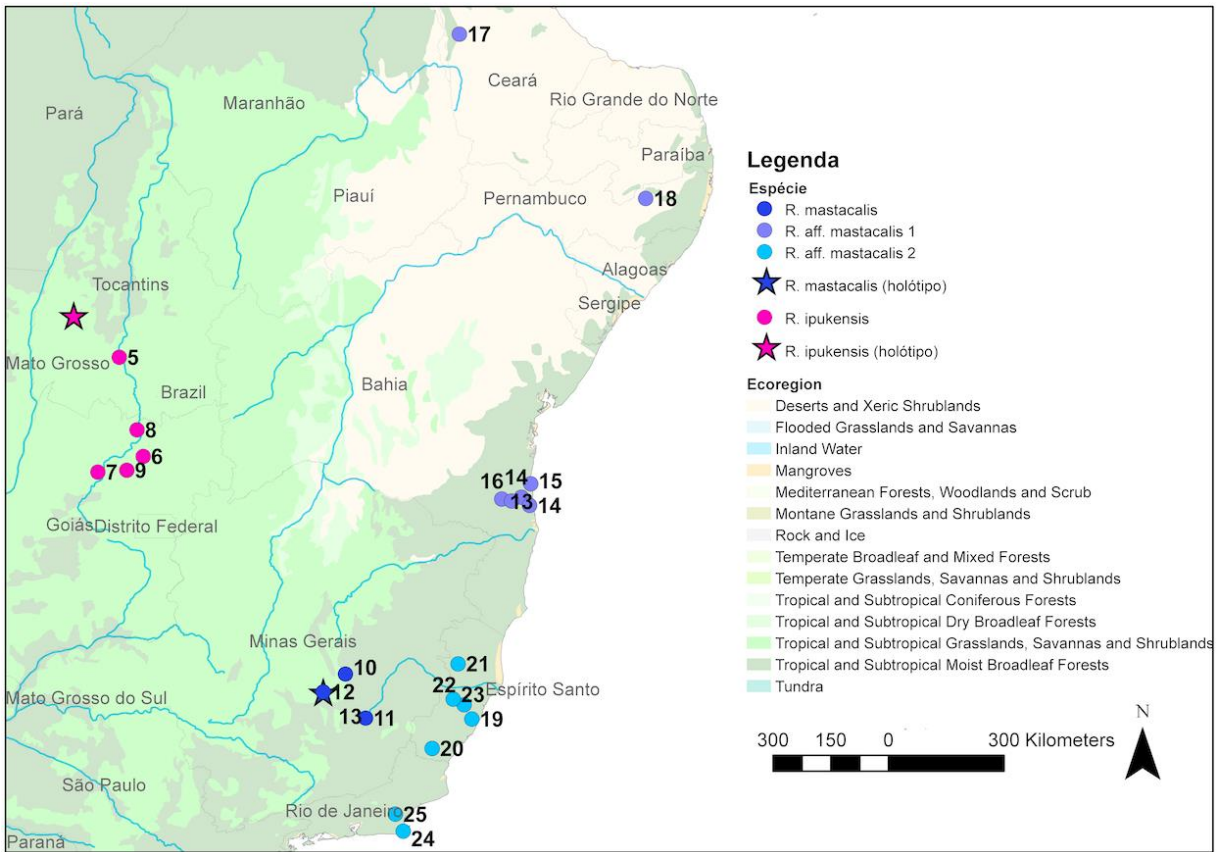 17
Ceará
Rio Grande do Norte
Maranhão
Pará
Paraíba
Piauí
Pernambuco
18
Alagoas
Sergipe
Tocantins
Mato Grosso
5
Brazil
Bahia
8
6
7
9
16
14
15
13
14
Goiás
Distrito Federal
Minas Gerais
10
21
12
22
23
Espírito Santo
Mato Grosso do Sul
13
11
19
20
São Paulo
Rio de Janeiro
25
24
Paraná
Legenda
Espécie
R. mastacalis
R. aff. mastacalis 1
R. aff. mastacalis 2
R. mastacalis (holótipo)
R. ipukensis
R. ipukensis (holótipo)
Ecoregion
Deserts and Xeric Shrublands
Flooded Grasslands and Savannas
Inland Water
Mangroves
Mediterranean Forests, Woodlands and Scrub
Montane Grasslands and Shrublands
Rock and Ice
Temperate Broadleaf and Mixed Forests
Temperate Grasslands, Savannas and Shrublands
Tropical and Subtropical Coniferous Forests
Tropical and Subtropical Dry Broadleaf Forests
Tropical and Subtropical Grasslands, Savannas and Shrublands
Tropical and Subtropical Moist Broadleaf Forests
Tundra
N
300 150 0 300 Kilometers